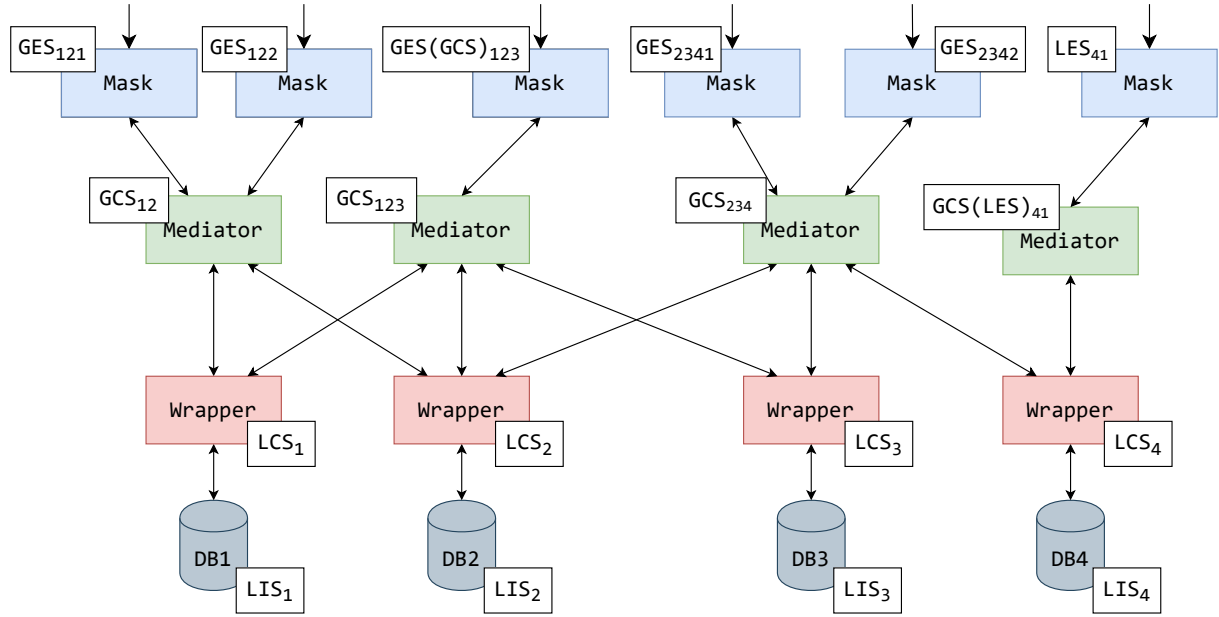 GES₁₂₁
Mask
GES₁₂₂
Mask
GES(GCS)₁₂₃
Mask
GES₂₃₄₁
Mask
GES₂₃₄₂
Mask
LES₄₁
Mask
GCS₁₂
Mediator
GCS₁₂₃
Mediator
GCS₂₃₄
Mediator
GCS(LES)₄₁
Mediator
Wrapper
LCS₁
Wrapper
LCS₂
Wrapper
LCS₃
Wrapper
LCS₄
DB1
LIS₁
DB2
LIS₂
DB3
LIS₃
DB4
LIS₄